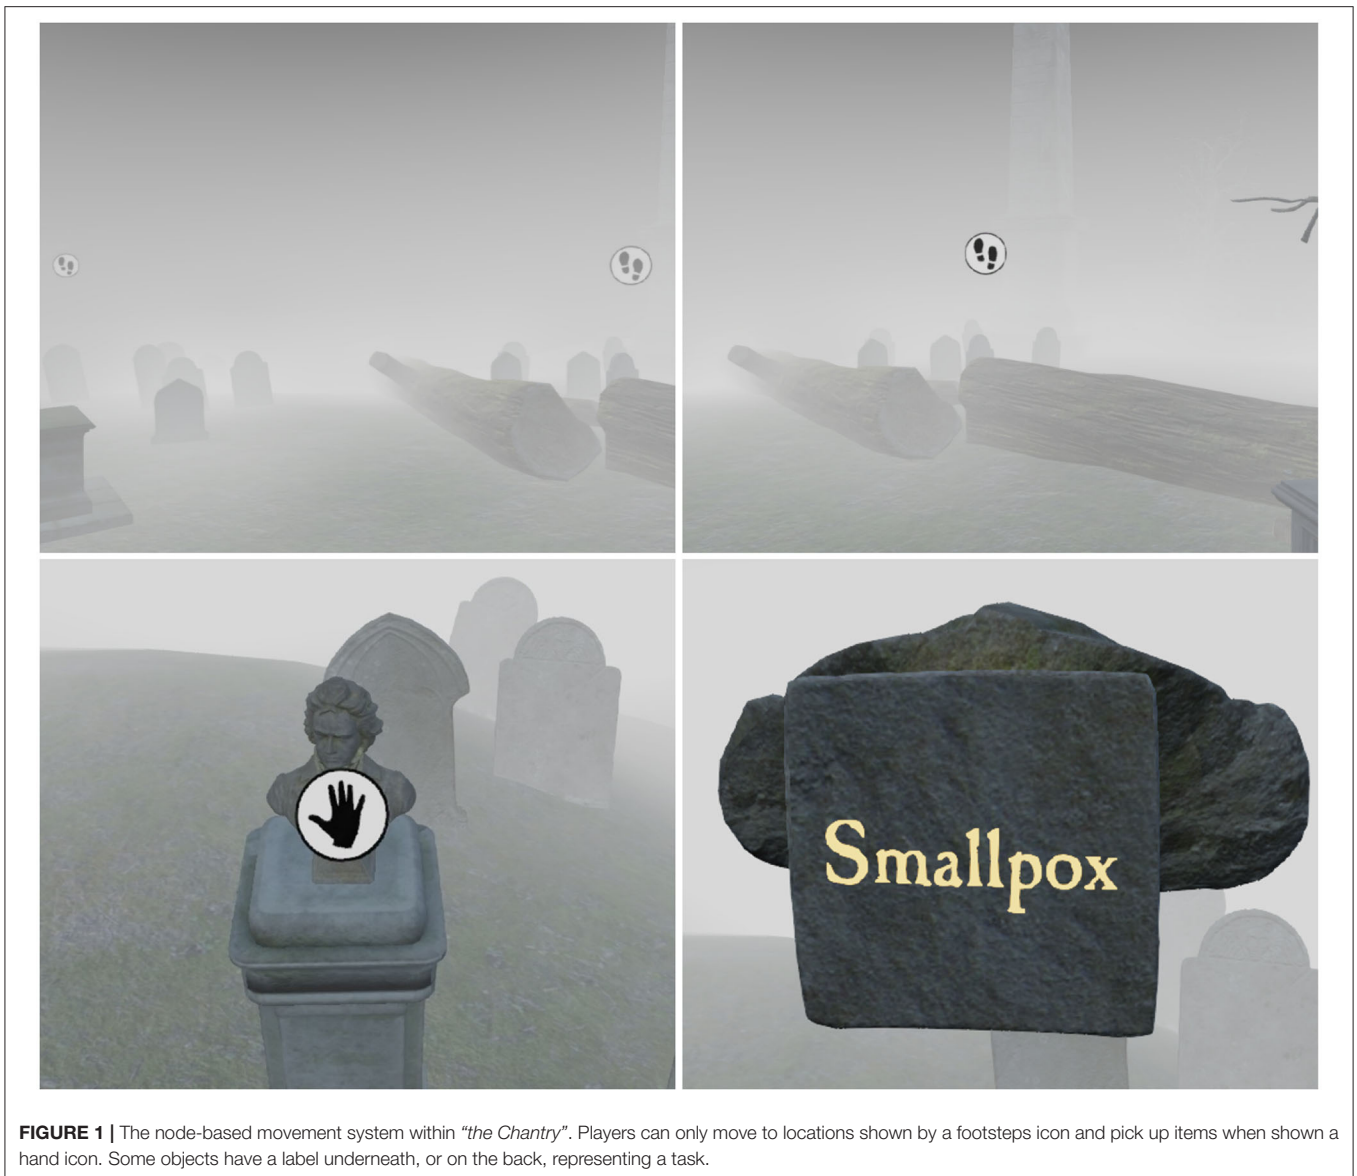 Smallpox
FIGURE 1 | The node-based movement system within “the Chantry”. Players can only move to locations shown by a footsteps icon and pick up items when shown a
hand icon. Some objects have a label underneath, or on the back, representing a task.